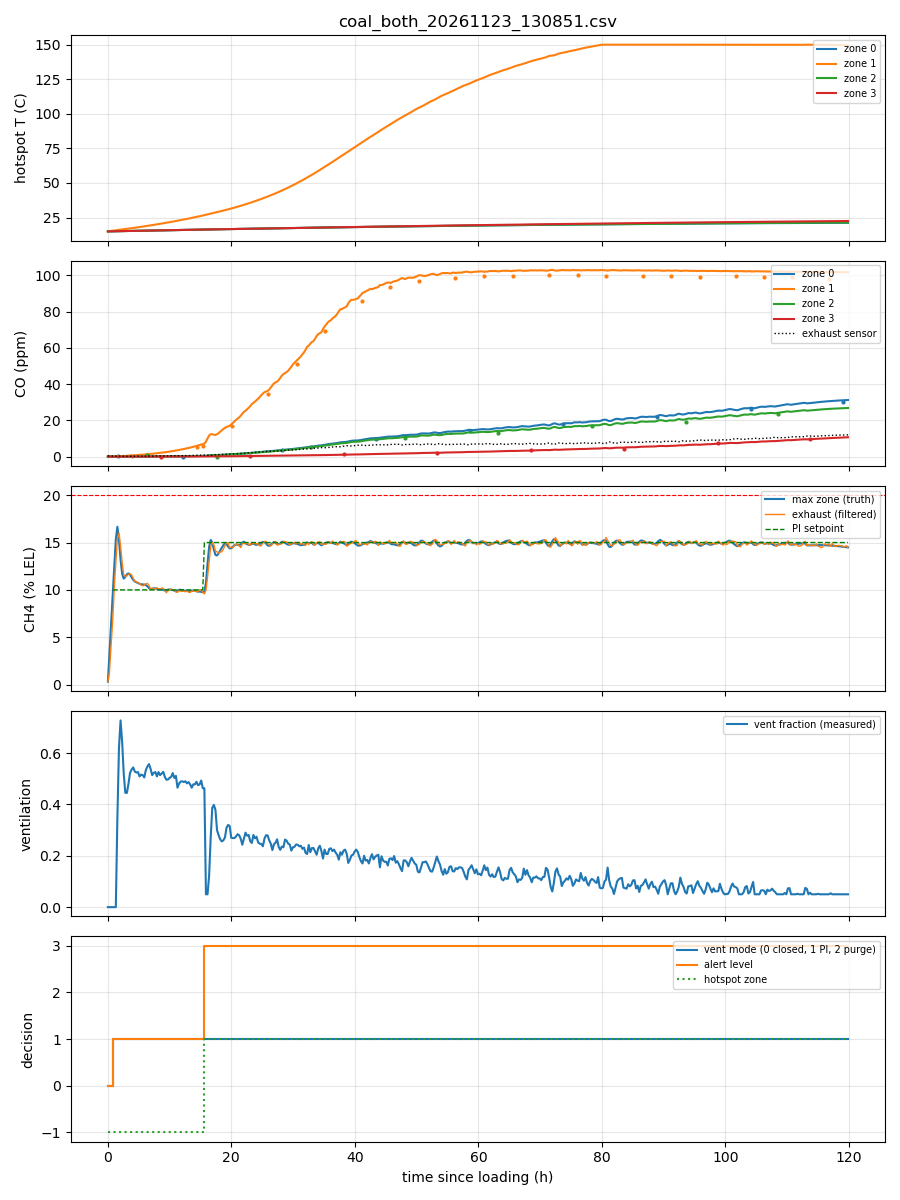 coal_both_20261123_130851.csv
hotspot T (C)
150
125
100
75
50
25
zone 0
zone 1
zone 2
zone 3
CO (ppm)
100
80
60
40
20
0
zone 0
zone 1
zone 2
zone 3
exhaust sensor
CH4 (% LEL)
20
15
10
5
0
max zone (truth)
exhaust (filtered)
PI setpoint
ventilation
0.6
0.4
0.2
0.0
vent fraction (measured)
decision
3
2
1
0
−1
vent mode (0 closed, 1 PI, 2 purge)
alert level
hotspot zone
0 20 40 60 80 100 120
time since loading (h)